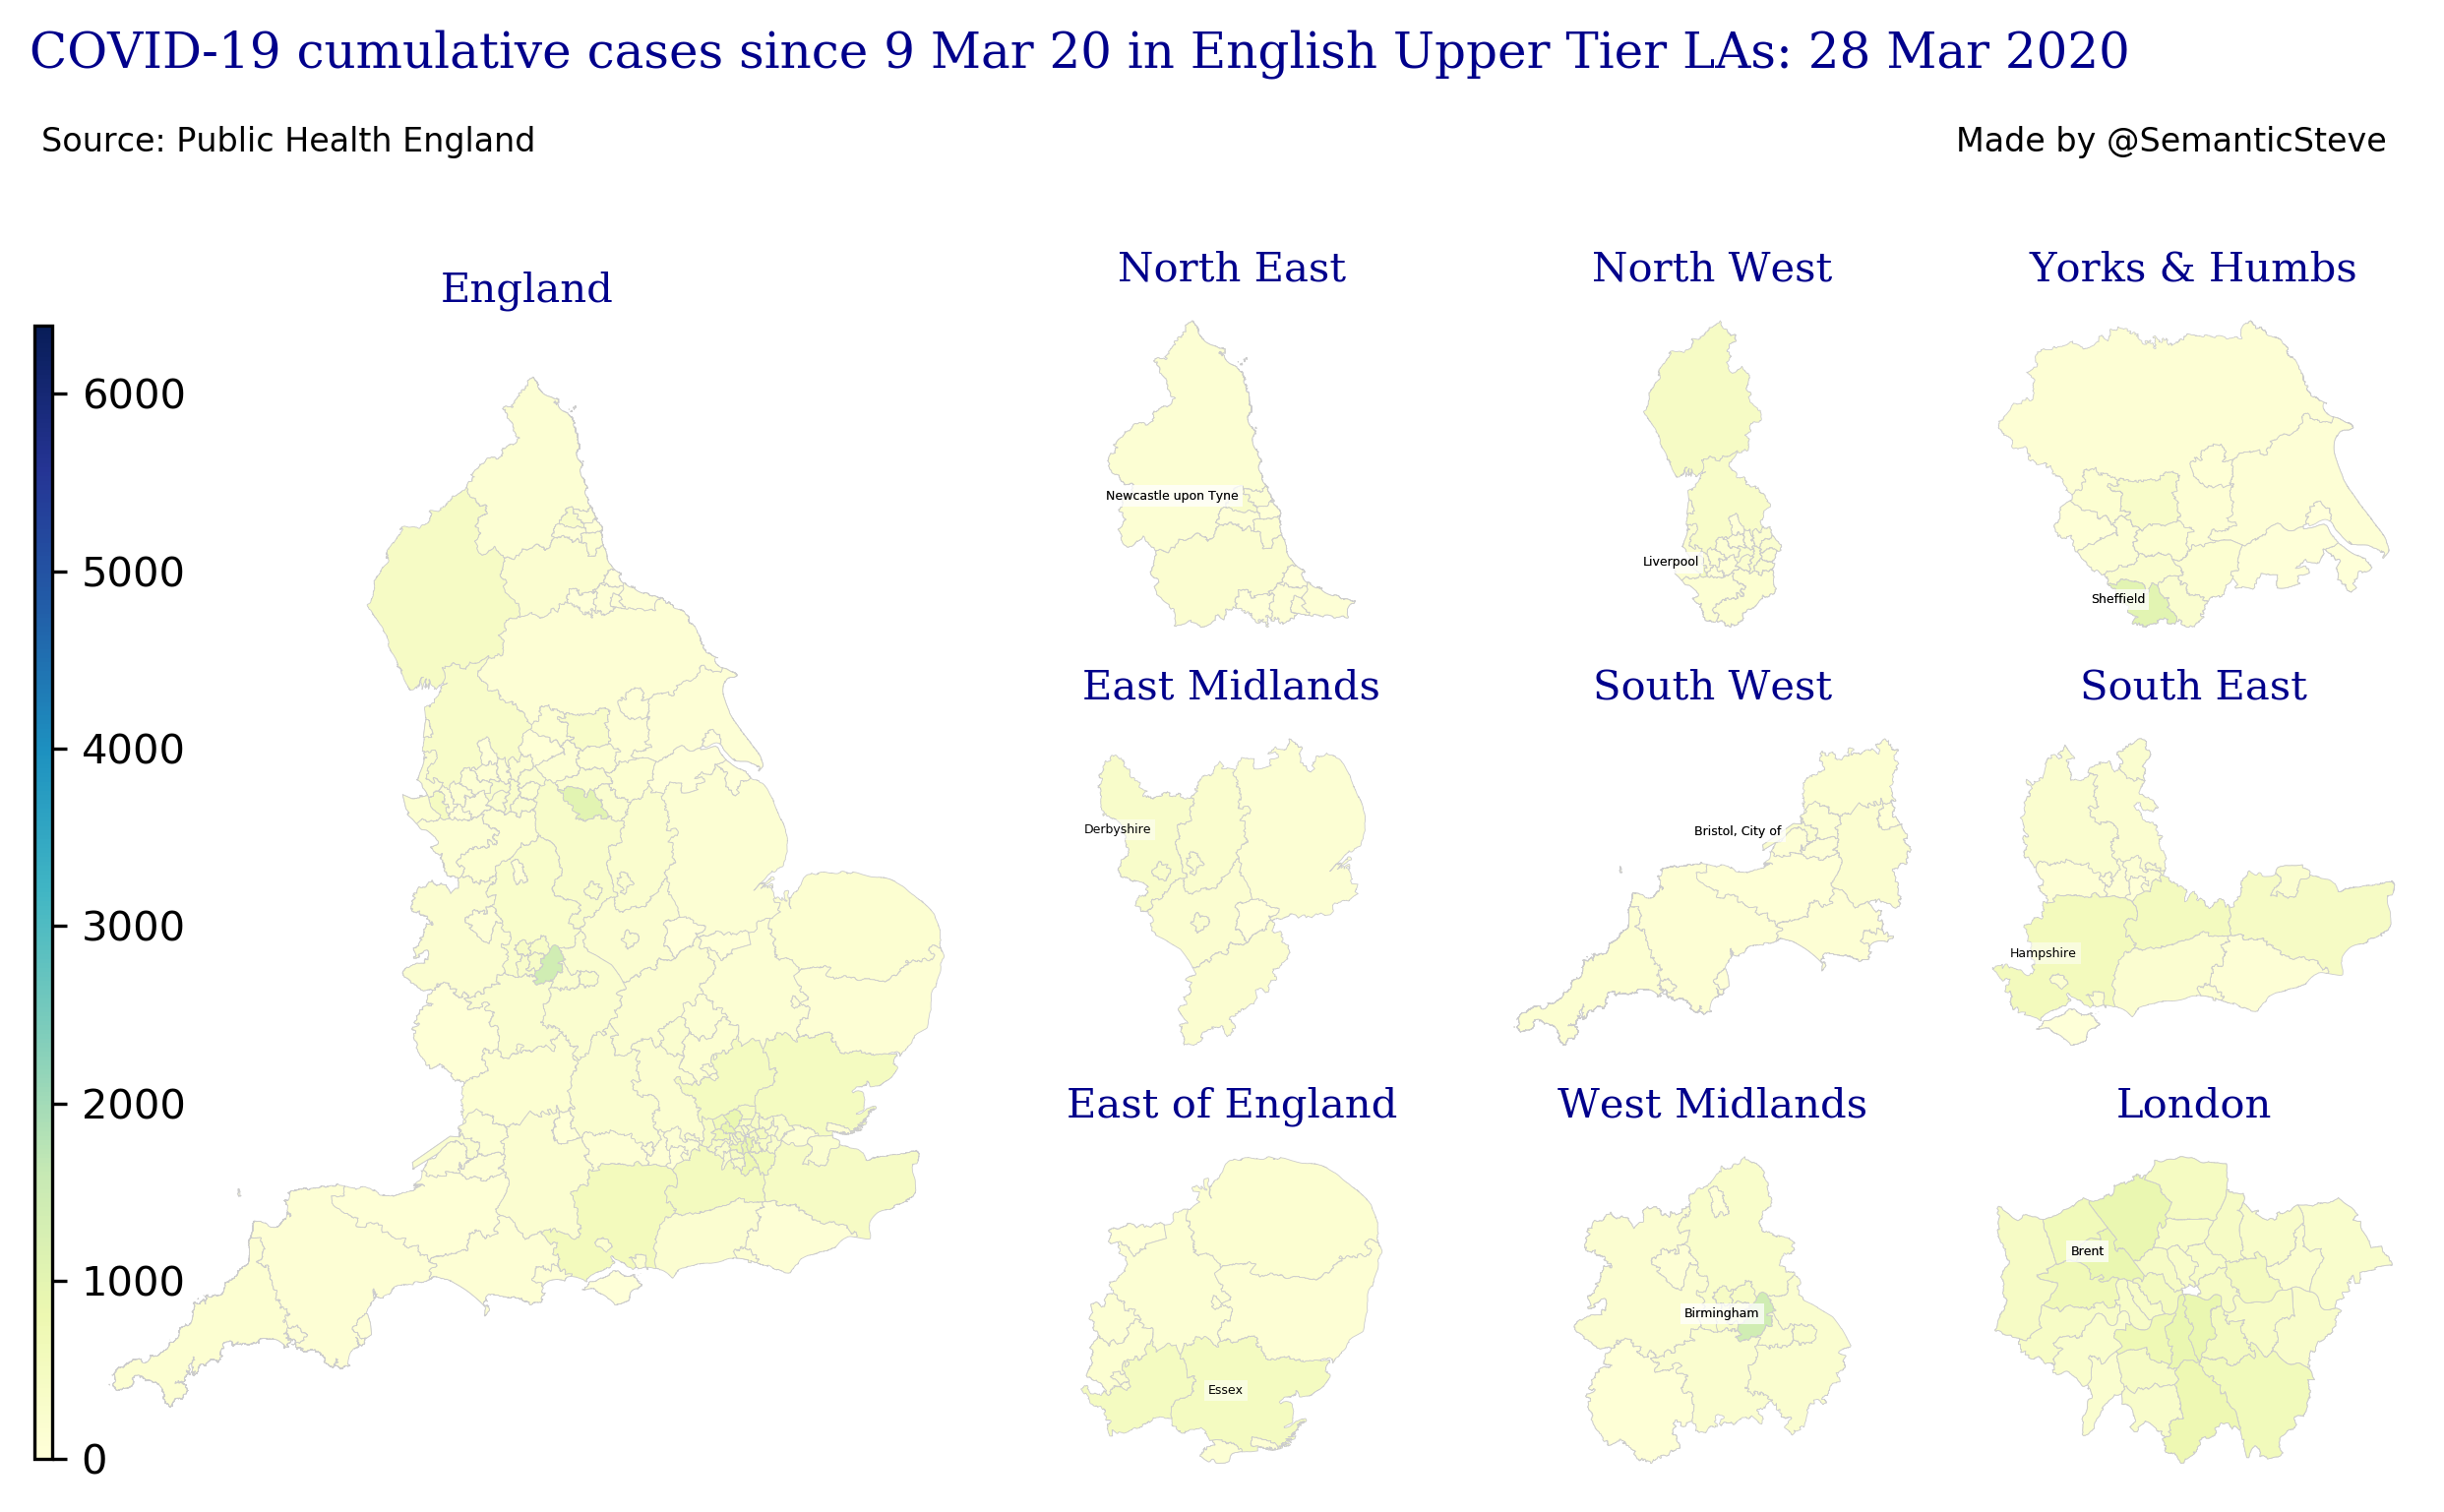 COVID-19 cumulative cases since 9 Mar 20 in English Upper Tier LAs: 28 Mar 2020
Source: Public Health England
Made by @SemanticSteve
England
6000
5000
4000
3000
2000
1000
0
North East
Newcastle upon Tyne
North West
Liverpool
Yorks & Humbs
Sheffield
East Midlands
Derbyshire
South West
Bristol, City of
South East
Hampshire
East of England
Essex
West Midlands
Birmingham
London
Brent